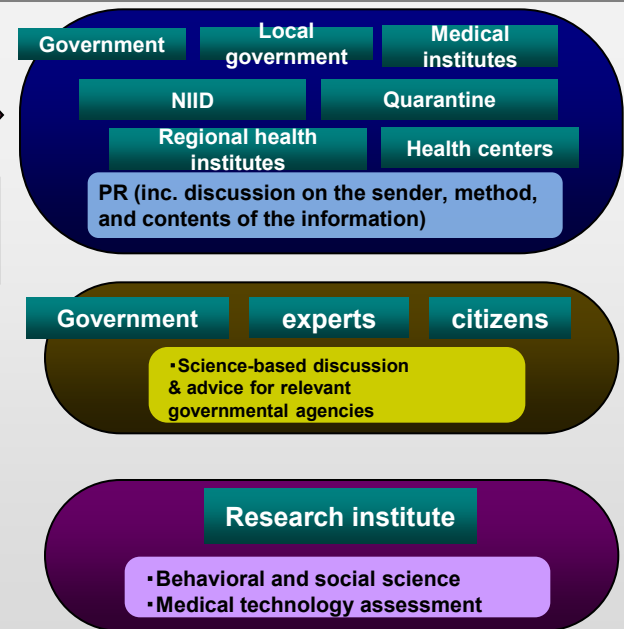 Government
Local
government
Medical
institutes
NIID
Quarantine
Regional health
institutes
Health centers
PR (inc. discussion on the sender, method,
and contents of the information)
Government
experts
citizens
・Science-based discussion
& advice for relevant
governmental agencies
Research institute
・Behavioral and social science
・Medical technology assessment